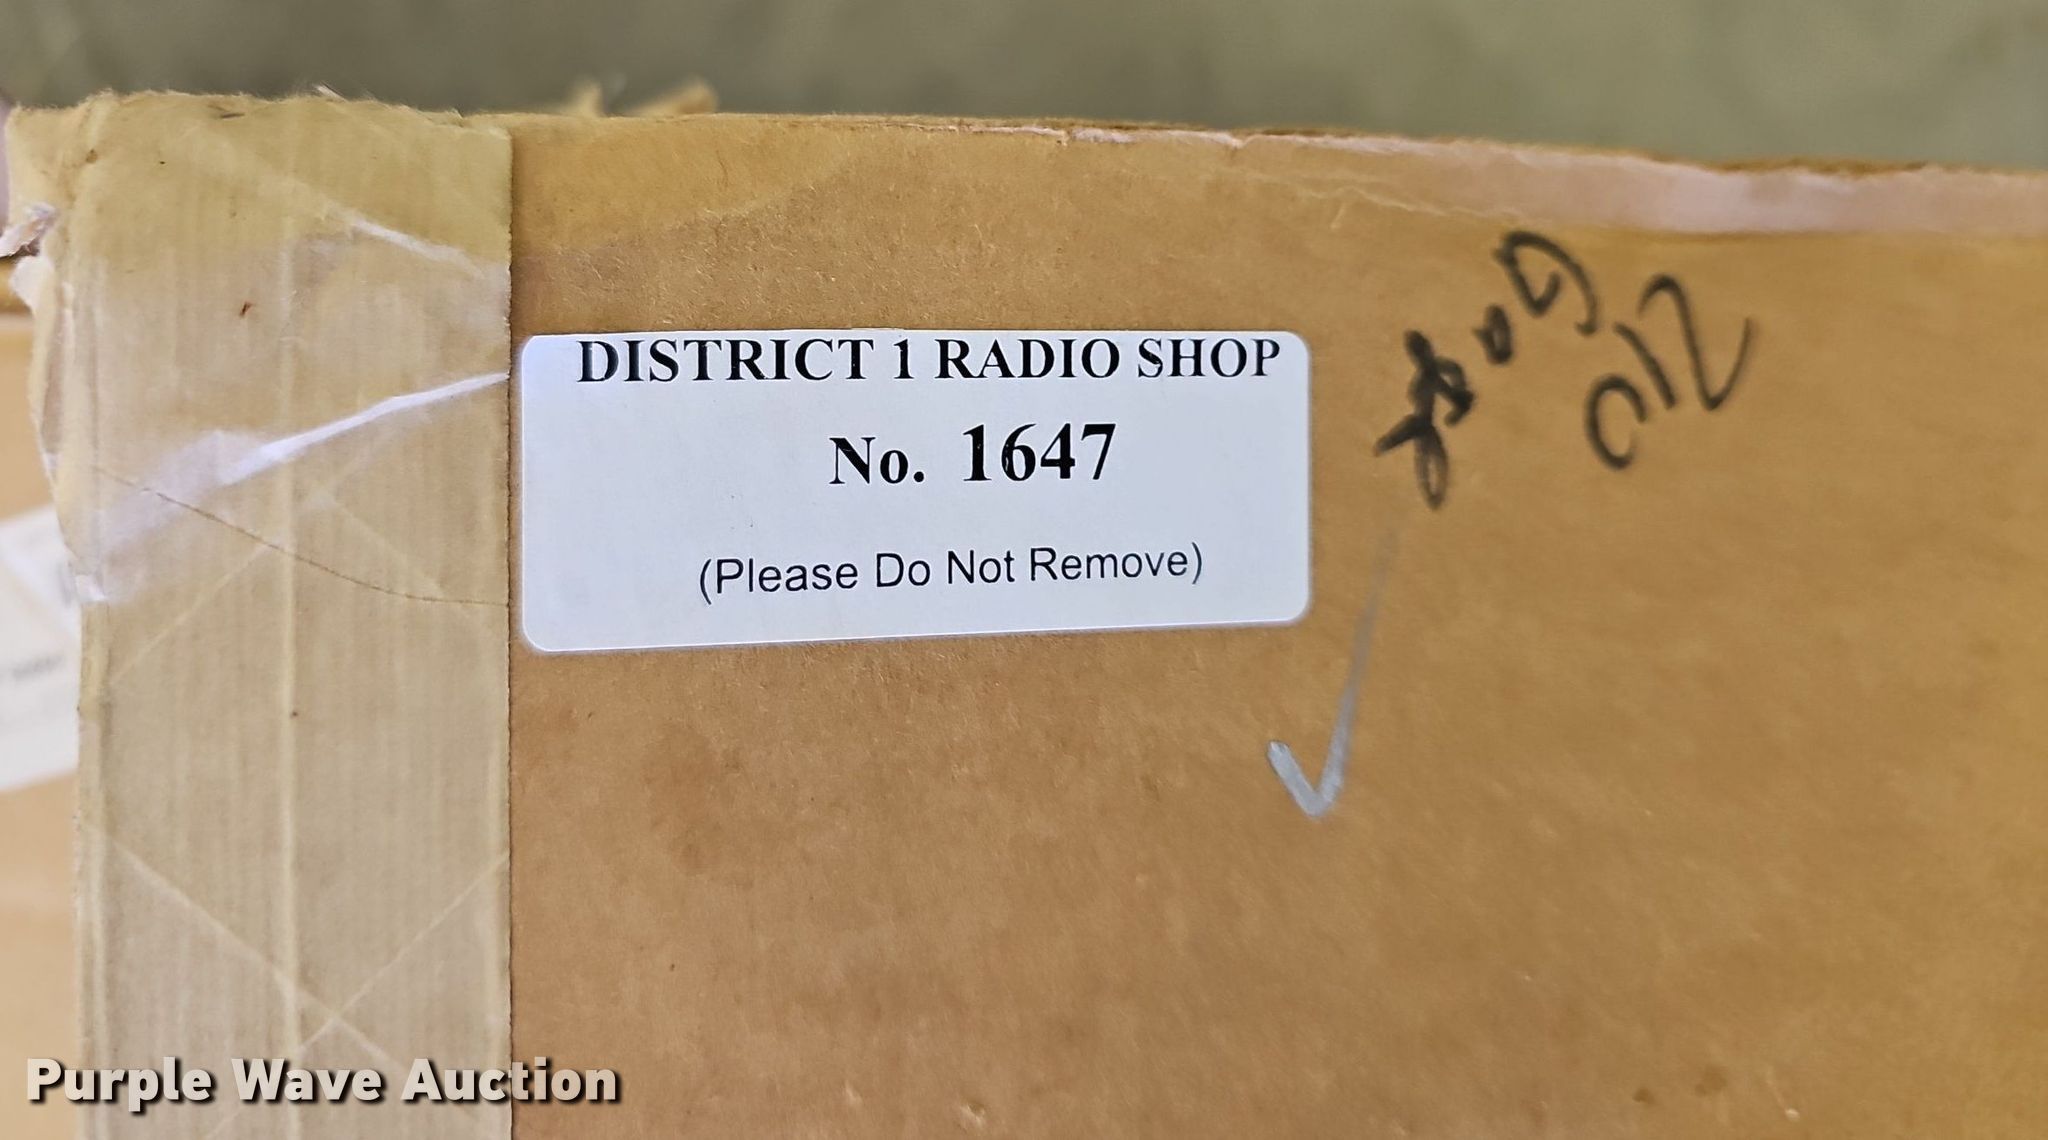 DISTRICT 1 RADIO SHOP
No. 1647
(Please Do Not Remove)
Purple Wave Auction